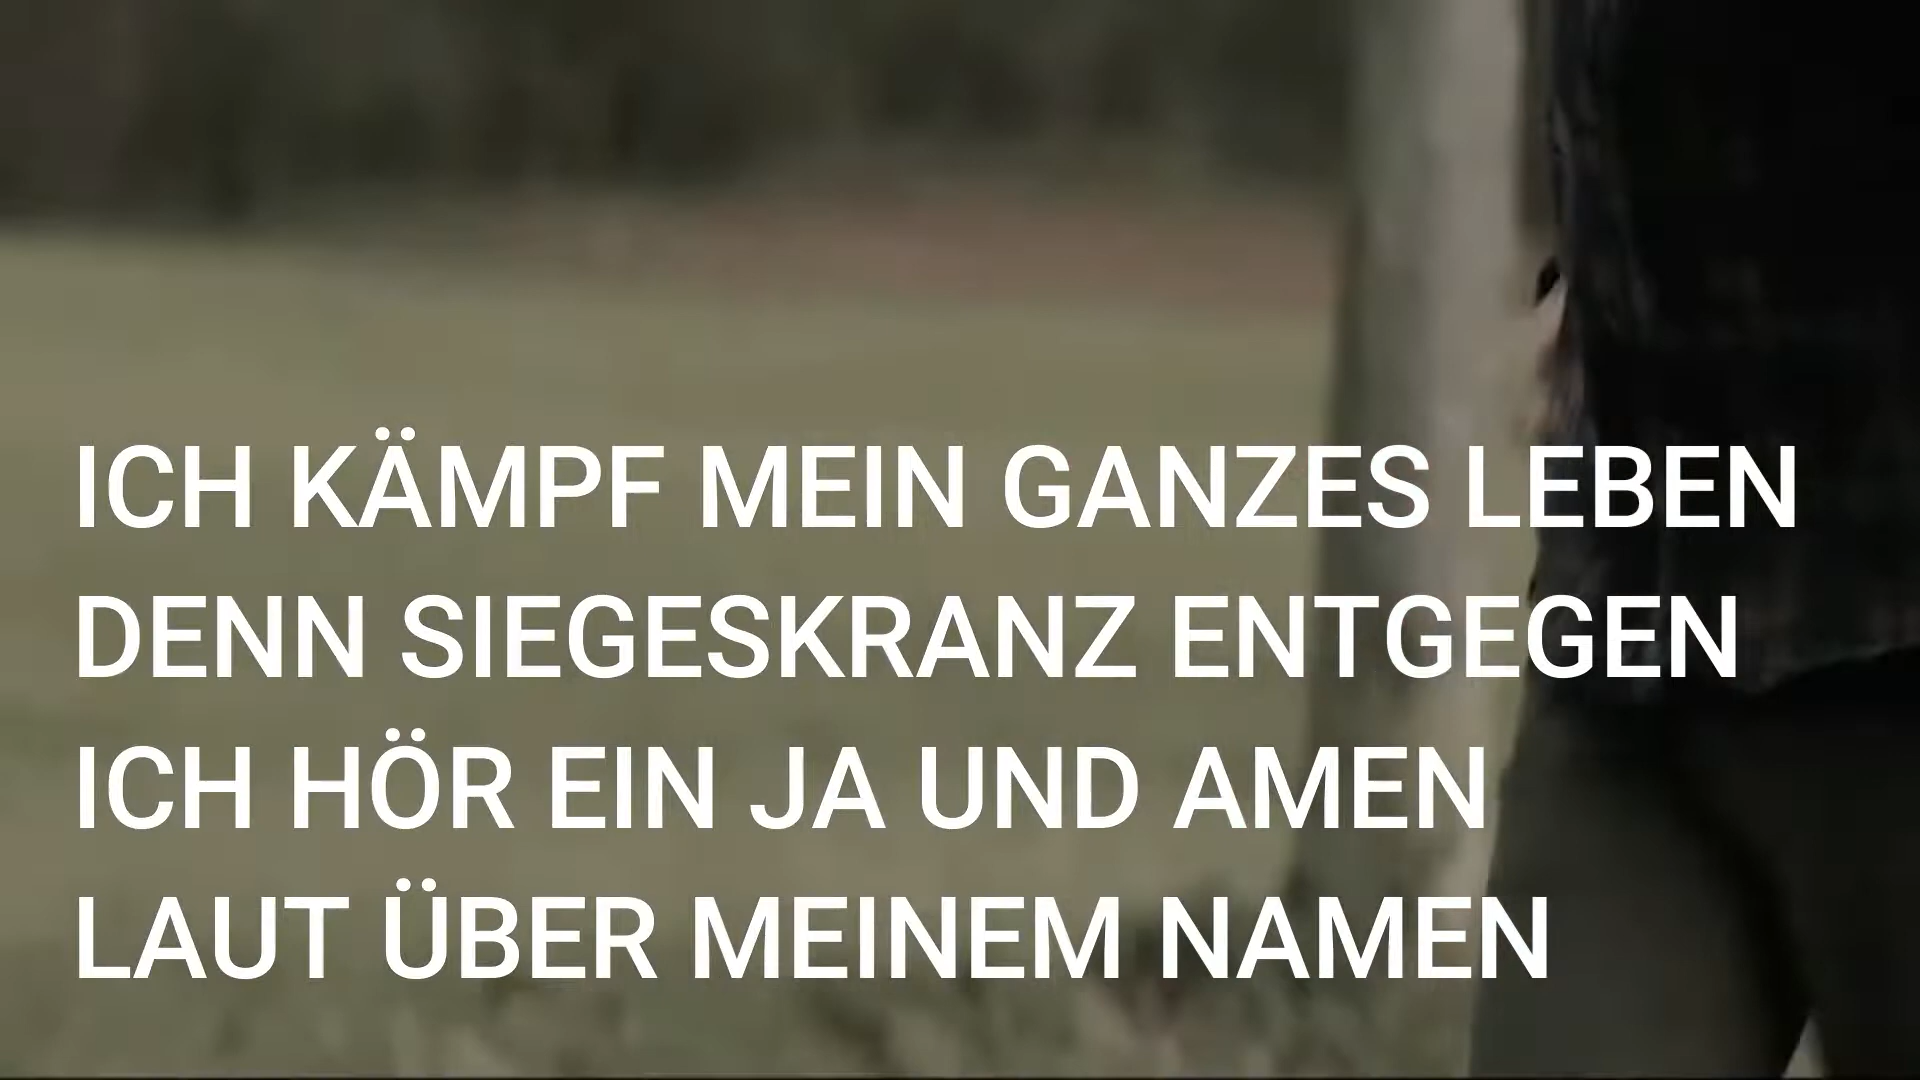 ICH KÄMPF MEIN GANZES LEBEN
DENN SIEGESKRANZ ENTGEGEN
ICH HÖR EIN JA UND AMEN
LAUT ÜBER MEINEM NAMEN